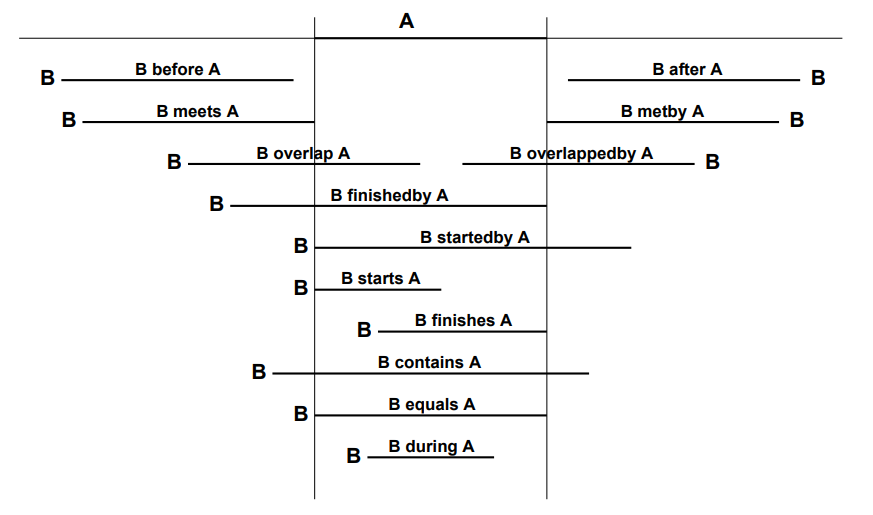 A
B B before A B after A B
B B meets A B metby A B
B B overlap A B overlappedby A B
B B finishedby A
B B startedby A
B B starts A
B B finishes A
B B contains A
B B equals A
B B during A